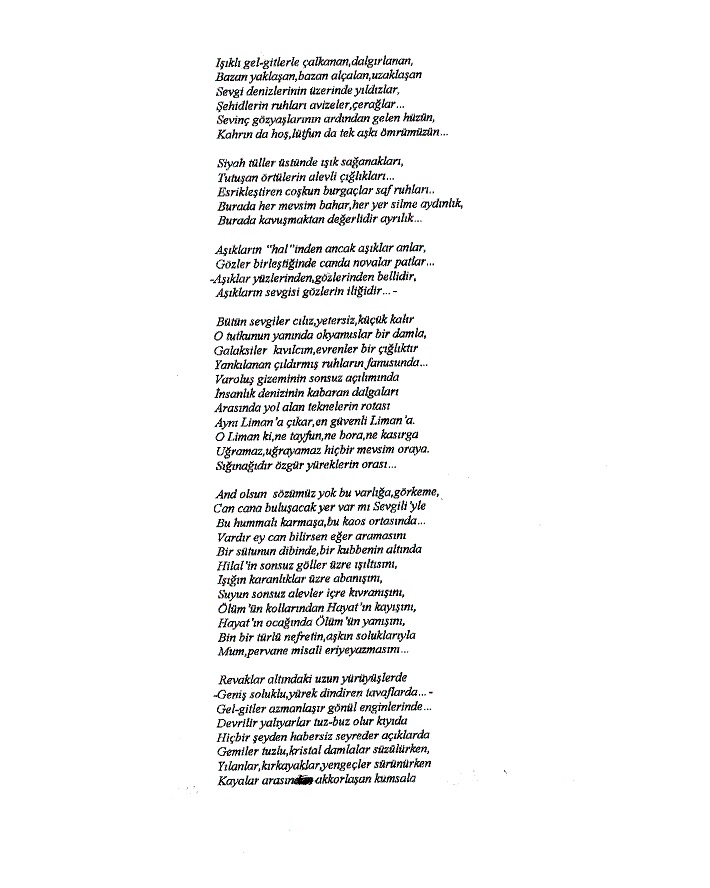 Işıklı gel-gitlerle çalkanan,dalgırlanan,
Bazan yaklaşan,bazan alçalan,uzaklaşan
Sevgi denizlerinin üzerinde yıldızlar,
Şehidlerin ruhları avizeler,çerağlar...
Sevinç gözyaşlarının ardından gelen hüzün,
Kahrın da hoş,lütfun da tek aşkı ömrümüzün...
Siyah tüller üstünde ışık sağanakları,
Tutuşan örtülerin alevli çığlıkları...
Esrikleştiren coşkun burgaçlar saf ruhları..
Burada her mevsim bahar,her yer silme aydınlık,
Burada kavuşmaktan değerlidir ayrılık...
Aşıkların "hal"inden ancak aşıklar anlar,
Gözler birleştiğinde canda novalar patlar...
-Aşıklar yüzlerinden,gözlerinden bellidir,
Aşıkların sevgisi gözlerin iliğidir...-
Bütün sevgiler cılız,yetersiz,küçük kalır
O tutkunun yanında okyanuslar bir damla,
Galaksiler kıvılcım,evrenler bir çığlıktır
Yankılanan çıldırmış ruhların fanusunda...
Varoluş gizeminin sonsuz açılımında
İnsanlık denizinin kabaran dalgaları
Arasında yol alan teknelerin rotası
Aynı Liman'a çıkar,en güvenli Liman'a.
O Liman ki,ne tayfun,ne bora,ne kasırga
Uğramaz,uğrayamaz hiçbir mevsim oraya.
Sığınağıdır özgür yüreklerin orası...
And olsun sözümüz yok bu varlığa,görkeme,
Can cana buluşacak yer var mı Sevgili'yle
Bu hummalı karmaşa,bu kaos ortasında...
Vardır ey can bilirsen eğer aramasını
Bir sütunun dibinde,bir kubbenin altında
Hilal'in sonsuz göller üzre ışıltısını,
Işığın karanlıklar üzre abanışını,
Suyun sonsuz alevler içre kıvranışını,
Ölüm'ün kollarından Hayat'ın kayışını,
Hayat'ın ocağında Ölüm'ün yanışını,
Bin bir türlü nefretin,aşkın soluklarıyla
Mum,pervane misali eriyeyazmasını...
Revaklar altındaki uzun yürüyüşlerde
-Geniş soluklu,yürek dindiren tavaflarda...-
Gel-gitler azmanlaşır gönül enginlerinde...
Devrilir yalıyarlar tuz-buz olur kıyıda
Hiçbir şeyden habersiz seyreder açıklarda
Gemiler tuzlu,kristal damlalar süzülürken,
Yılanlar,kırkayaklar,yengeçler sürünürken
Kayalar arasın akkorlaşan kumsala